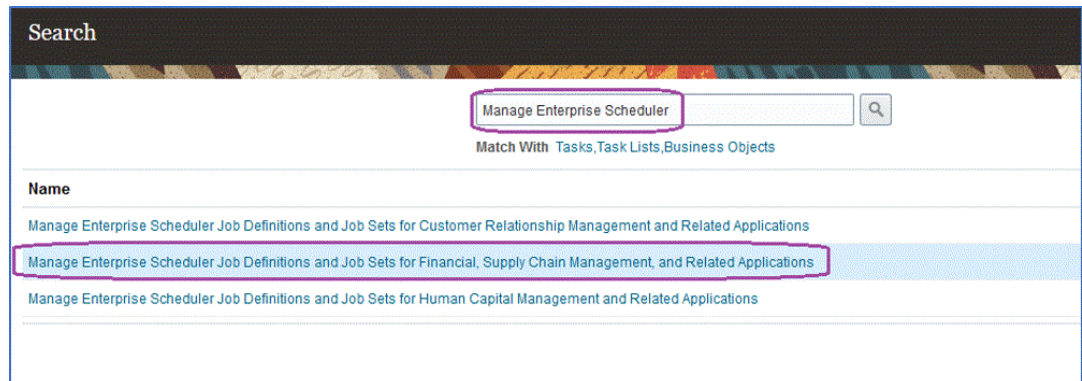 Search
Manage Enterprise Scheduler
Match With Tasks,Task Lists,Business Objects
Name
Manage Enterprise Scheduler Job Definitions and Job Sets for Customer Relationship Management and Related Applications
Manage Enterprise Scheduler Job Definitions and Job Sets for Financial, Supply Chain Management, and Related Applications
Manage Enterprise Scheduler Job Definitions and Job Sets for Human Capital Management and Related Applications